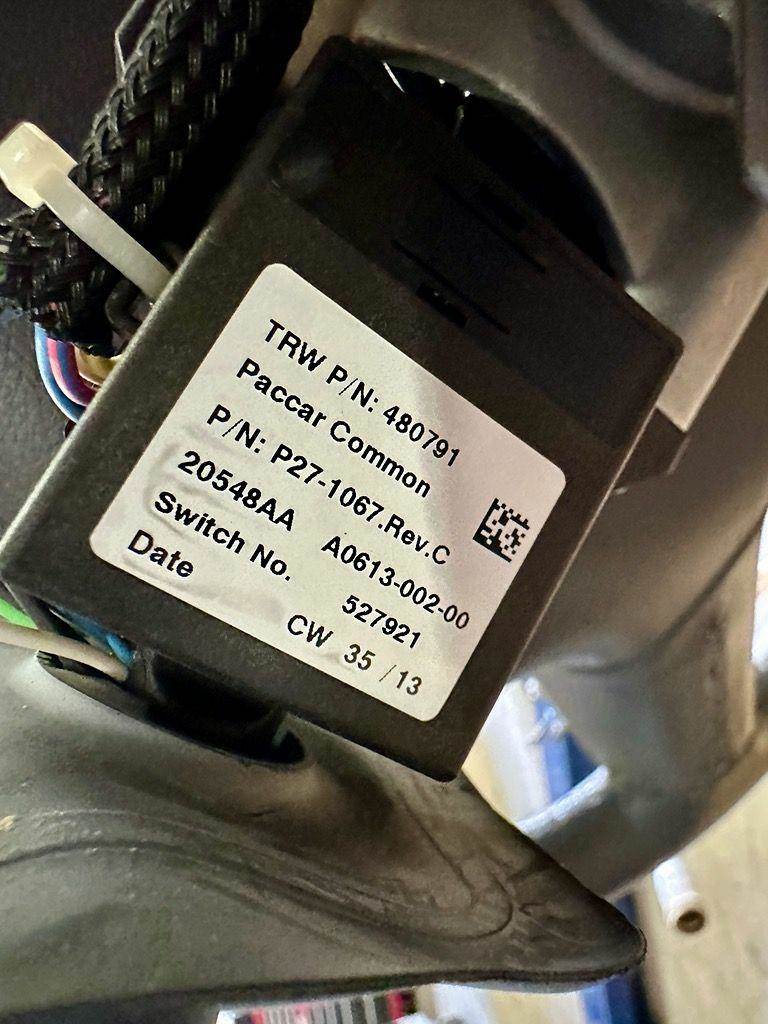 TRW P/N: 480791
Paccar Common
P/N: P27-1067.Rev.C
20548AA A0613-002-00
Switch No. 527921
Date CW 35 /13